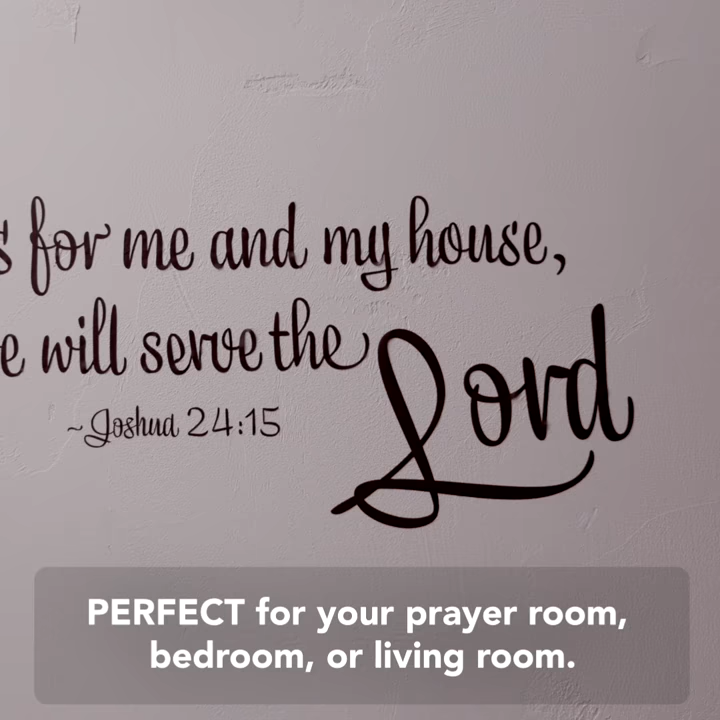 s for me and my house,
e will serve the Lord
~Joshua 24:15
PERFECT for your prayer room,
bedroom, or living room.